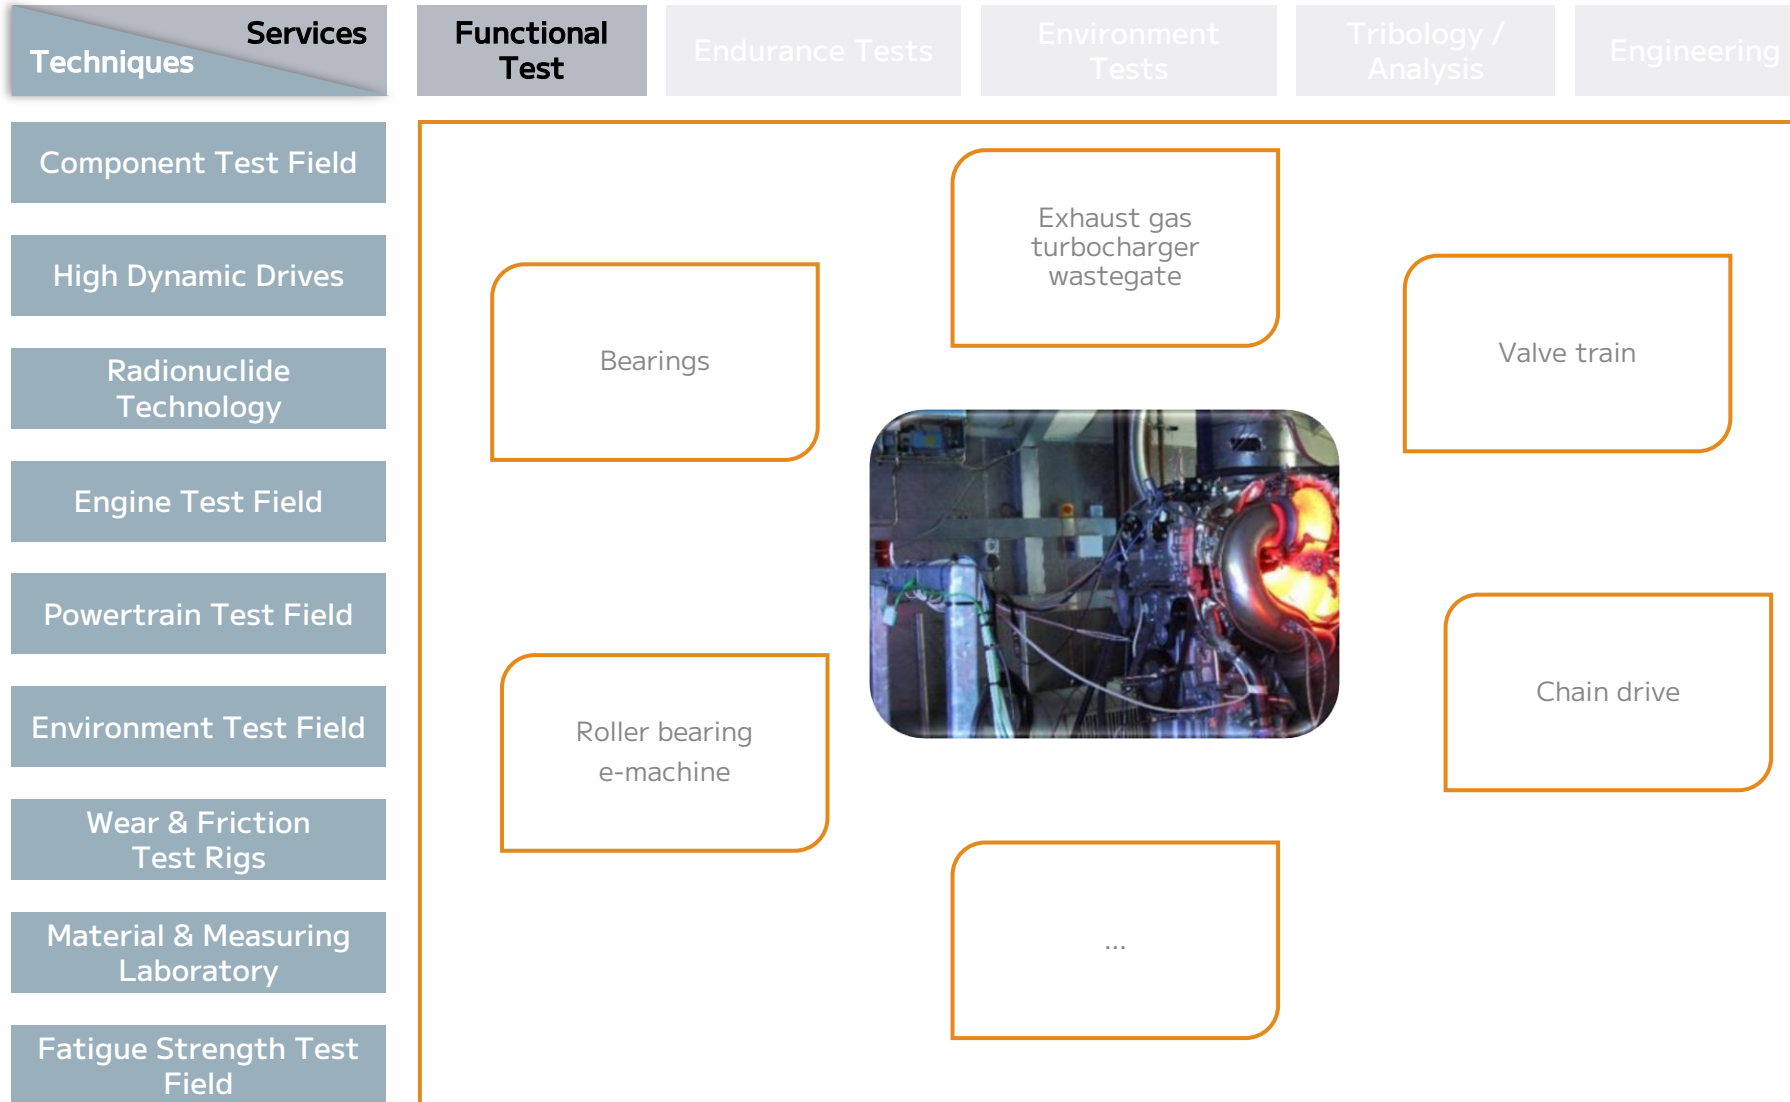 Services
Techniques
Functional
Test
Endurance Tests
Environment
Tests
Tribology /
Analysis
Engineering
Component Test Field
High Dynamic Drives
Radionuclide
Technology
Engine Test Field
Powertrain Test Field
Environment Test Field
Wear & Friction
Test Rigs
Material & Measuring
Laboratory
Fatigue Strength Test
Field
Exhaust gas
turbocharger
wastegate
Bearings
Valve train
Roller bearing
e-machine
Chain drive
...